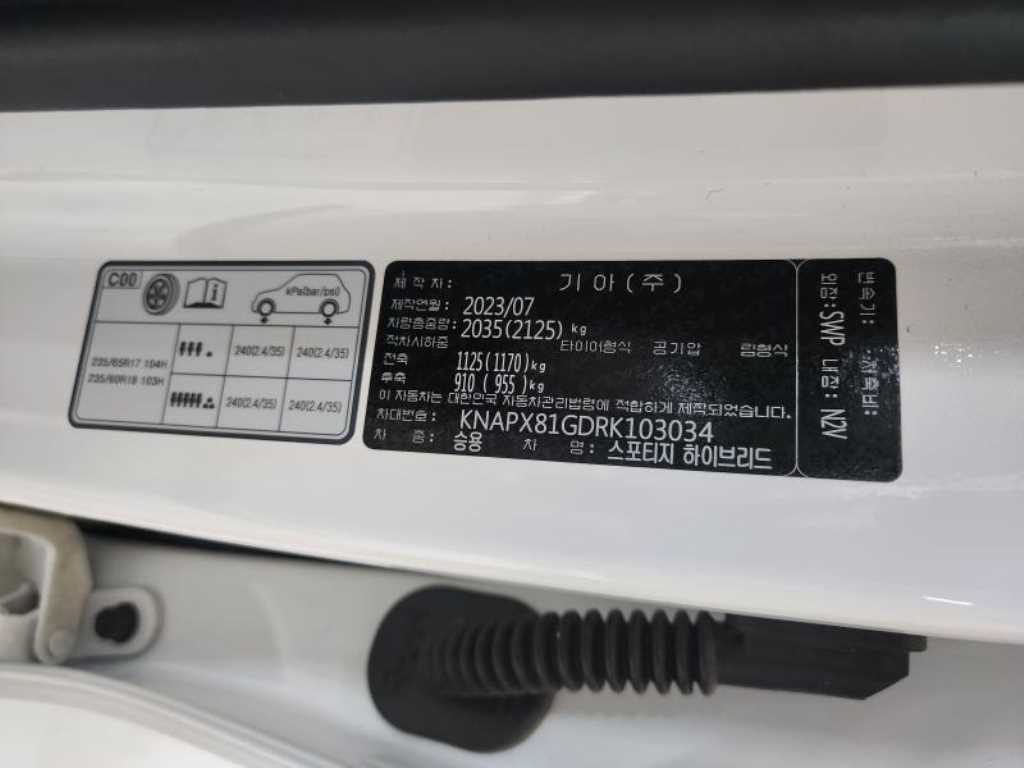 C00
kPa(bar/psi)
235/65R17 104H
240(2.4/35)
240(2.4/35)
235/60R18 103H
240(2.4/35)
240(2.4/35)
제 작 자: 기 아 ( 주 )
제작연월: 2023/07
차량총중량: 2035(2125) kg
적차시하중 타이어형식 공기압 림형식
전축 1125(1170)kg
후축 910 ( 955)kg
이 자동차는 대한민국 자동차관리법령에 적합하게 제작되었습니다.
차대번호: KNAPX81GDRK103034
차 종: 승용 차 명: 스포티지 하이브리드
변속기:
외장: SWP 내장: N2V